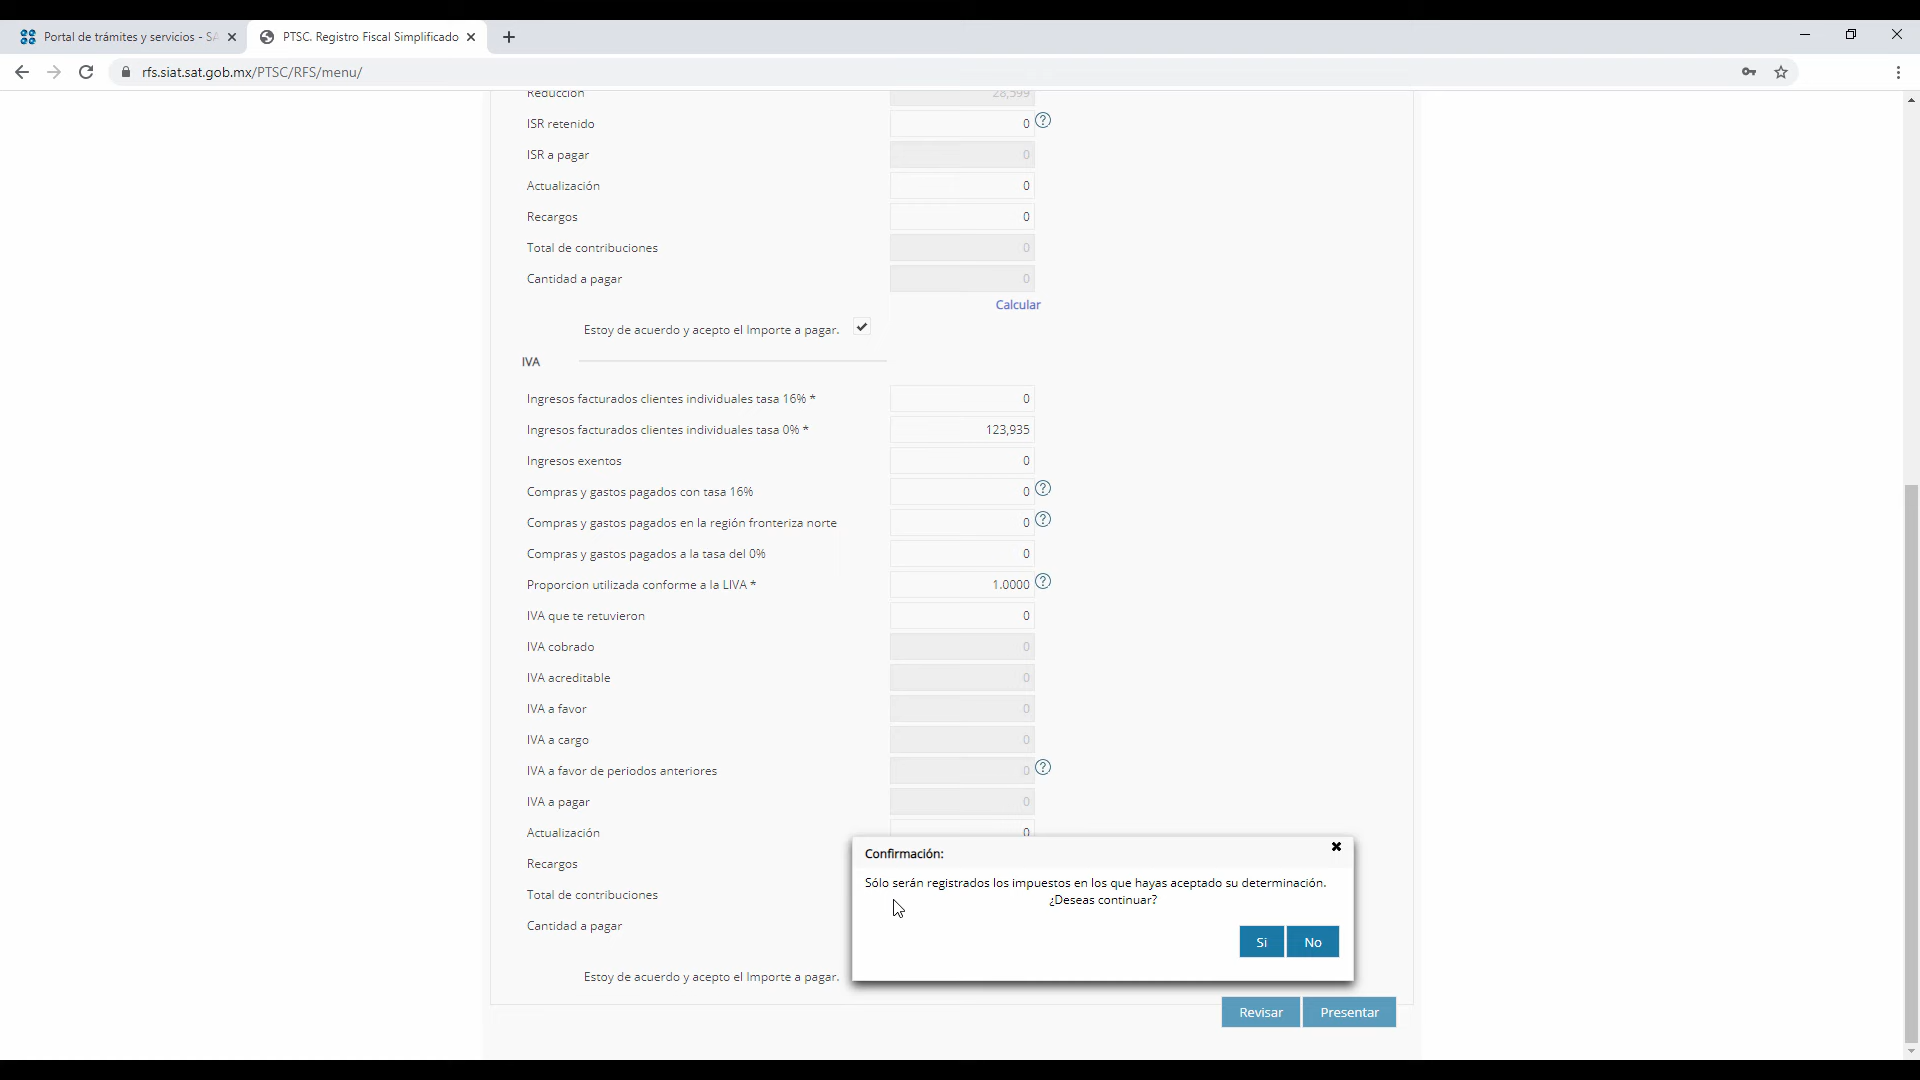 Portal de trámites y servicios - SA
PTSC. Registro Fiscal Simplificado
rfs.siat.sat.gob.mx/PTSC/RFS/menu/
Reducción 28,599
ISR retenido 0 ?
ISR a pagar 0
Actualización 0
Recargos 0
Total de contribuciones 0
Cantidad a pagar 0
Calcular
Estoy de acuerdo y acepto el Importe a pagar.
IVA
Ingresos facturados clientes individuales tasa 16% * 0
Ingresos facturados clientes individuales tasa 0% * 123,935
Ingresos exentos 0
Compras y gastos pagados con tasa 16% 0 ?
Compras y gastos pagados en la región fronteriza norte 0 ?
Compras y gastos pagados a la tasa del 0% 0
Proporcion utilizada conforme a la LIVA * 1.0000 ?
IVA que te retuvieron 0
IVA cobrado 0
IVA acreditable 0
IVA a favor 0
IVA a cargo 0
IVA a favor de periodos anteriores 0 ?
IVA a pagar 0
Actualización 0
Recargos
Total de contribuciones
Cantidad a pagar
Estoy de acuerdo y acepto el Importe a pagar.
Confirmación:
Sólo serán registrados los impuestos en los que hayas aceptado su determinación.
¿Deseas continuar?
Si No
Revisar Presentar